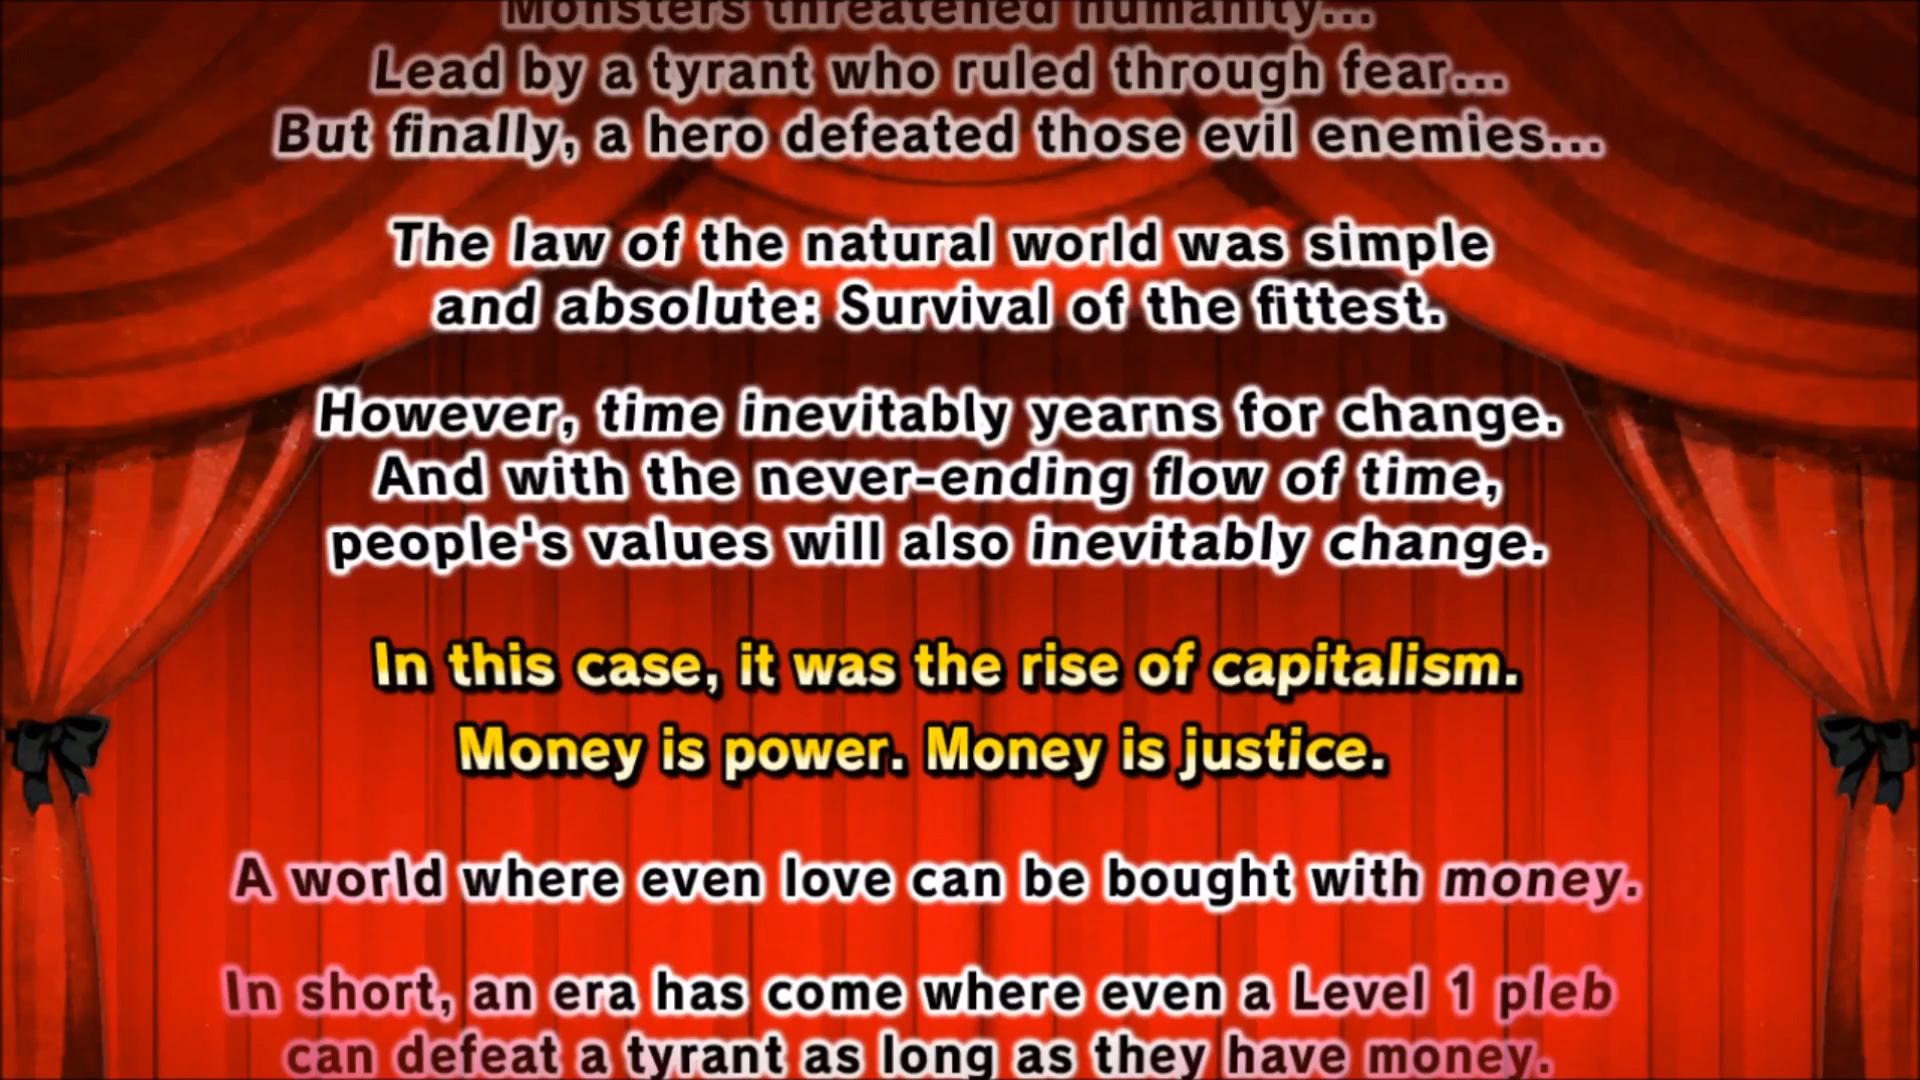 Monsters threatened humanity...
Lead by a tyrant who ruled through fear...
But finally, a hero defeated those evil enemies...
The law of the natural world was simple
and absolute: Survival of the fittest.
However, time inevitably yearns for change.
And with the never-ending flow of time,
people's values will also inevitably change.
In this case, it was the rise of capitalism.
Money is power. Money is justice.
A world where even love can be bought with money.
In short, an era has come where even a Level 1 pleb
can defeat a tyrant as long as they have money.